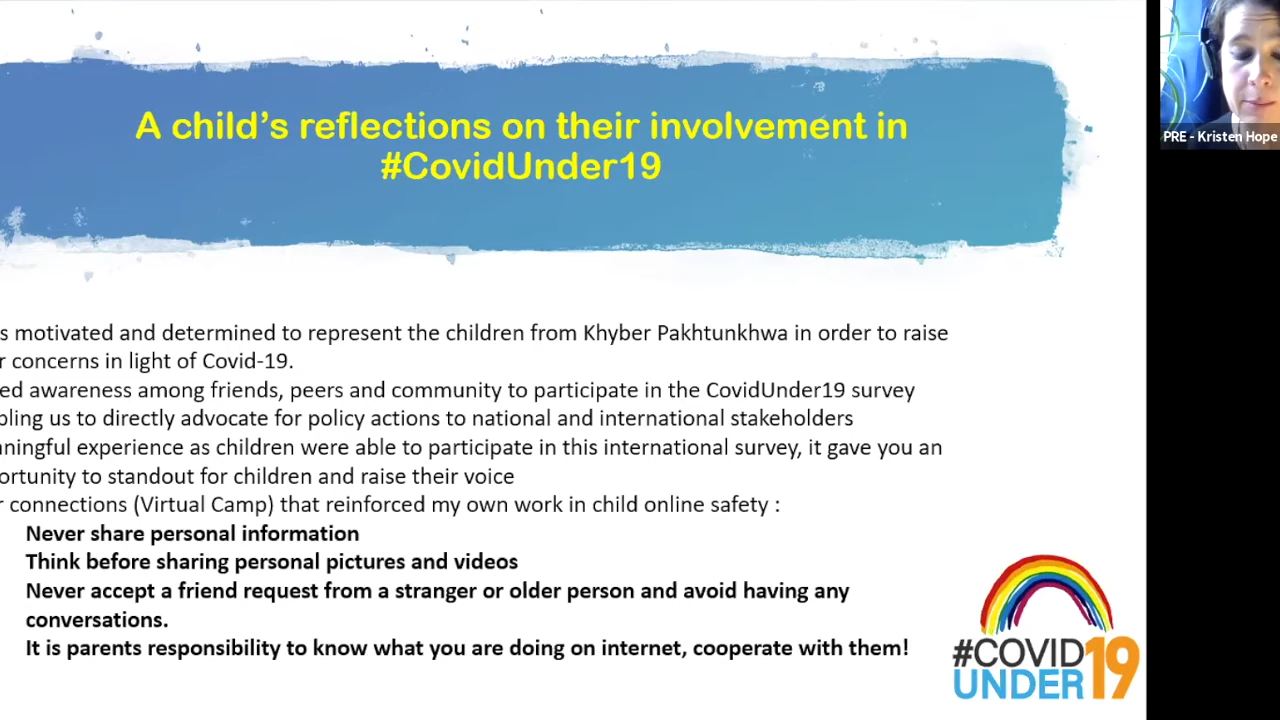 A child's reflections on their involvement in
#CovidUnder19
PRE - Kristen Hope
s motivated and determined to represent the children from Khyber Pakhtunkhwa in order to raise
r concerns in light of Covid-19.
ed awareness among friends, peers and community to participate in the CovidUnder19 survey
bling us to directly advocate for policy actions to national and international stakeholders
ningful experience as children were able to participate in this international survey, it gave you an
ortunity to standout for children and raise their voice
r connections (Virtual Camp) that reinforced my own work in child online safety :
Never share personal information
Think before sharing personal pictures and videos
Never accept a friend request from a stranger or older person and avoid having any
conversations.
It is parents responsibility to know what you are doing on internet, cooperate with them!
#COVID 19
UNDER